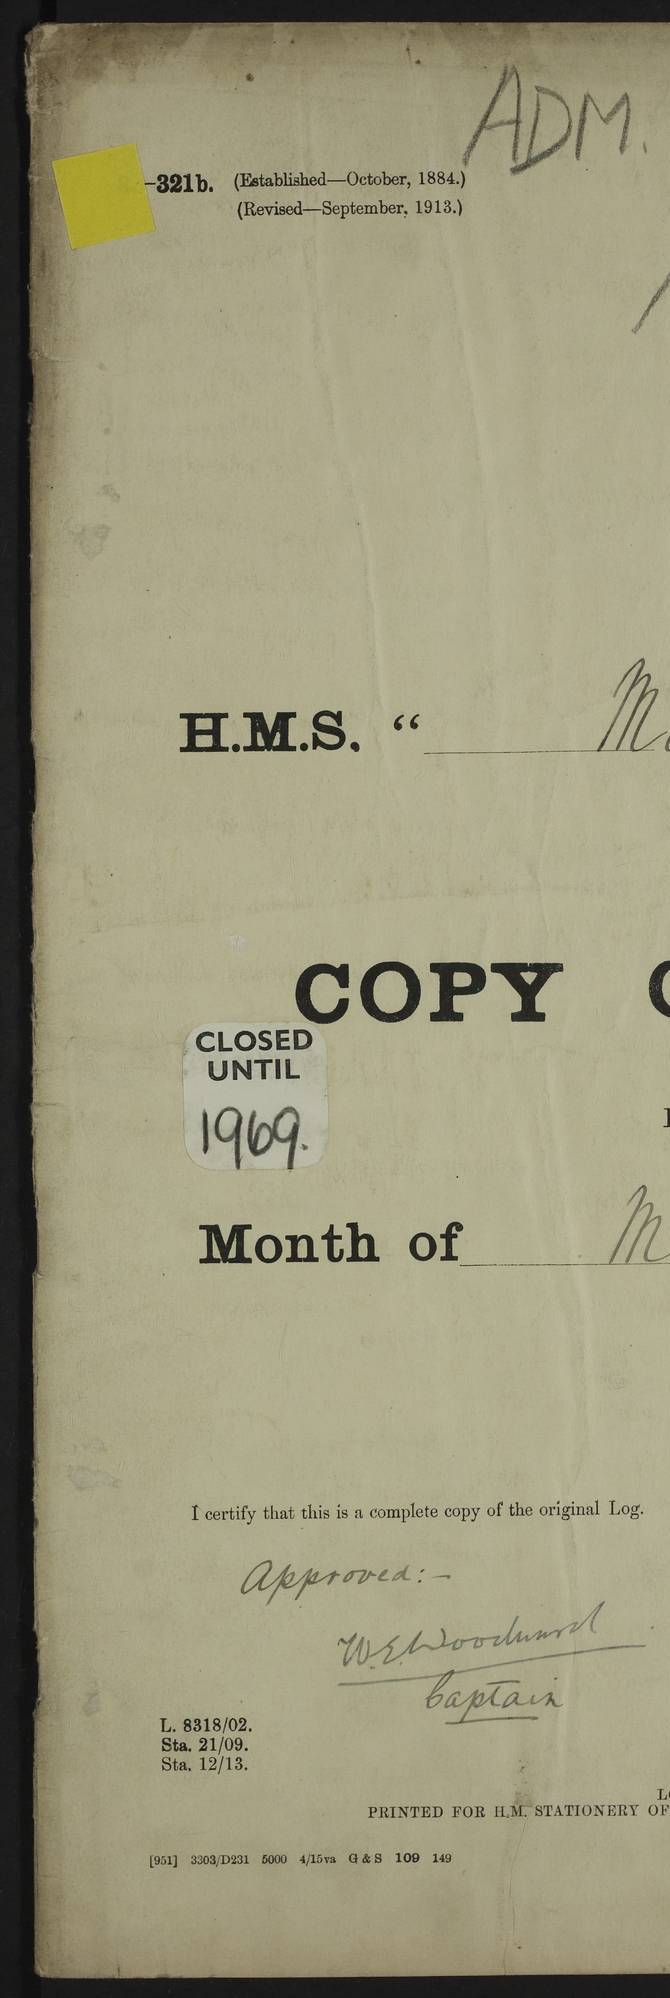 ADM.
-321b. (Established—October, 1884.)
(Revised—September, 1913.)
H.M.S. “
COPY
CLOSED
UNTIL
1969.
Month of
I certify that this is a complete copy of the original Log.
Approved:-
W.E. Woodward
Captain
L. 8318/02.
Sta. 21/09.
Sta. 12/13.
PRINTED FOR H.M. STATIONERY OF
[951] 3303/D231 5000 4/15va G & S 109 149